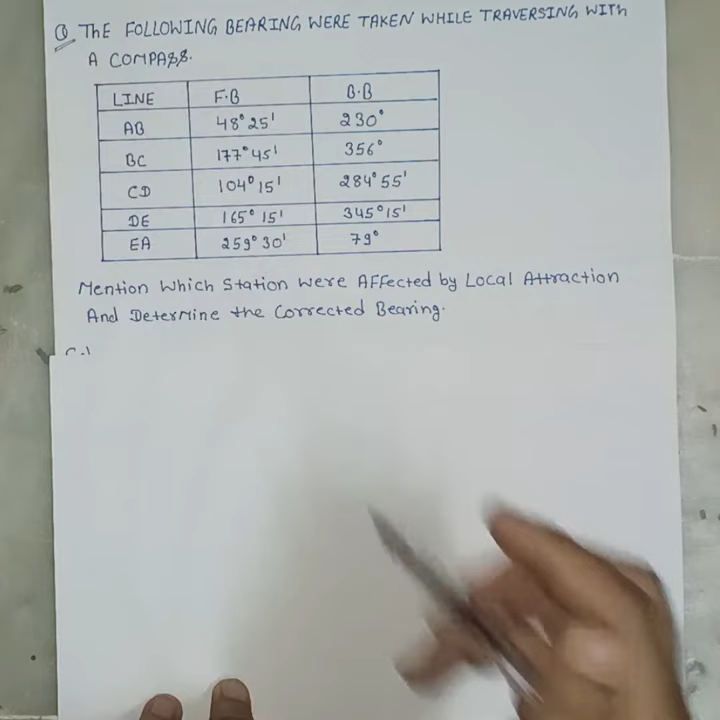 Q THE FOLLOWING BEARING WERE TAKEN WHILE TRAVERSING WITH
A COMPASS.
LINE F.B B.B
AB 48°25' 230°
BC 177°45' 356°
CD 104°15' 284°55'
DE 165°15' 345°15'
EA 259°30' 79°
Mention Which Station Were Affected by Local Attraction
And Determine the Corrected Bearing.